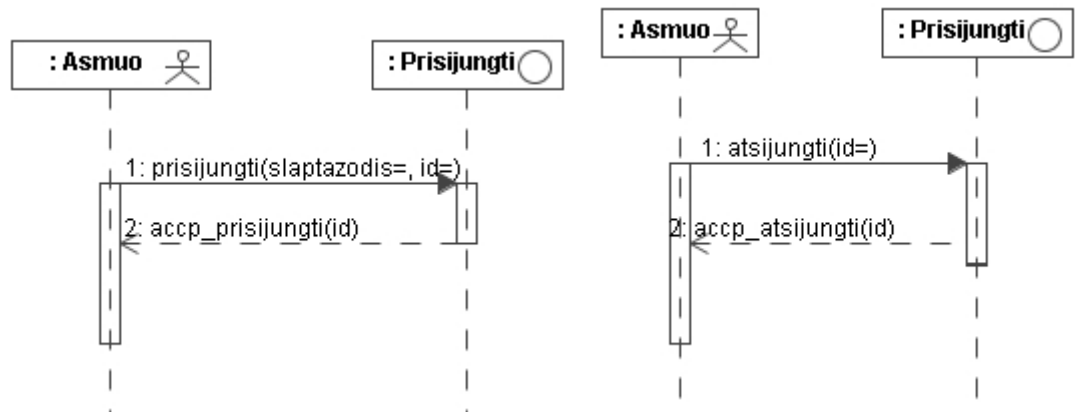 : Asmuo
: Prisijungti
1: prisijungti(slaptazodis=, id=)
2: accp_prisijungti(id)
: Asmuo
: Prisijungti
1: atsijungti(id=)
2: accp_atsijungti(id)